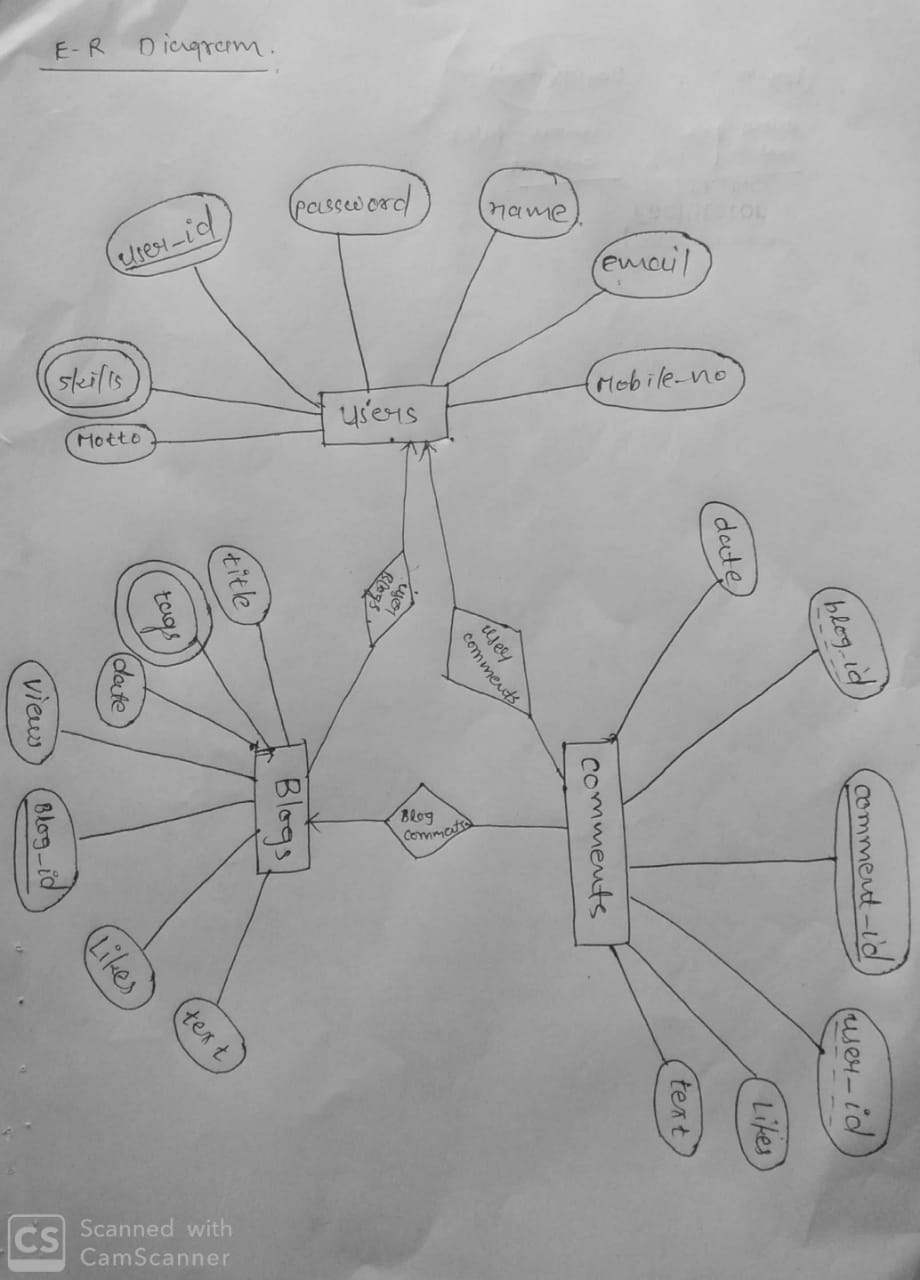 E-R Diagram.
user-id
password
name
email
skills
Motto
users
Mobile-no
title
tags
date
views
Blog-id
Likes
text
Blogs
user
Blogs
user
comments
Blog
comments
comments
date
blog-id
comment-id
user-id
Likes
text
CS
Scanned with
CamScanner